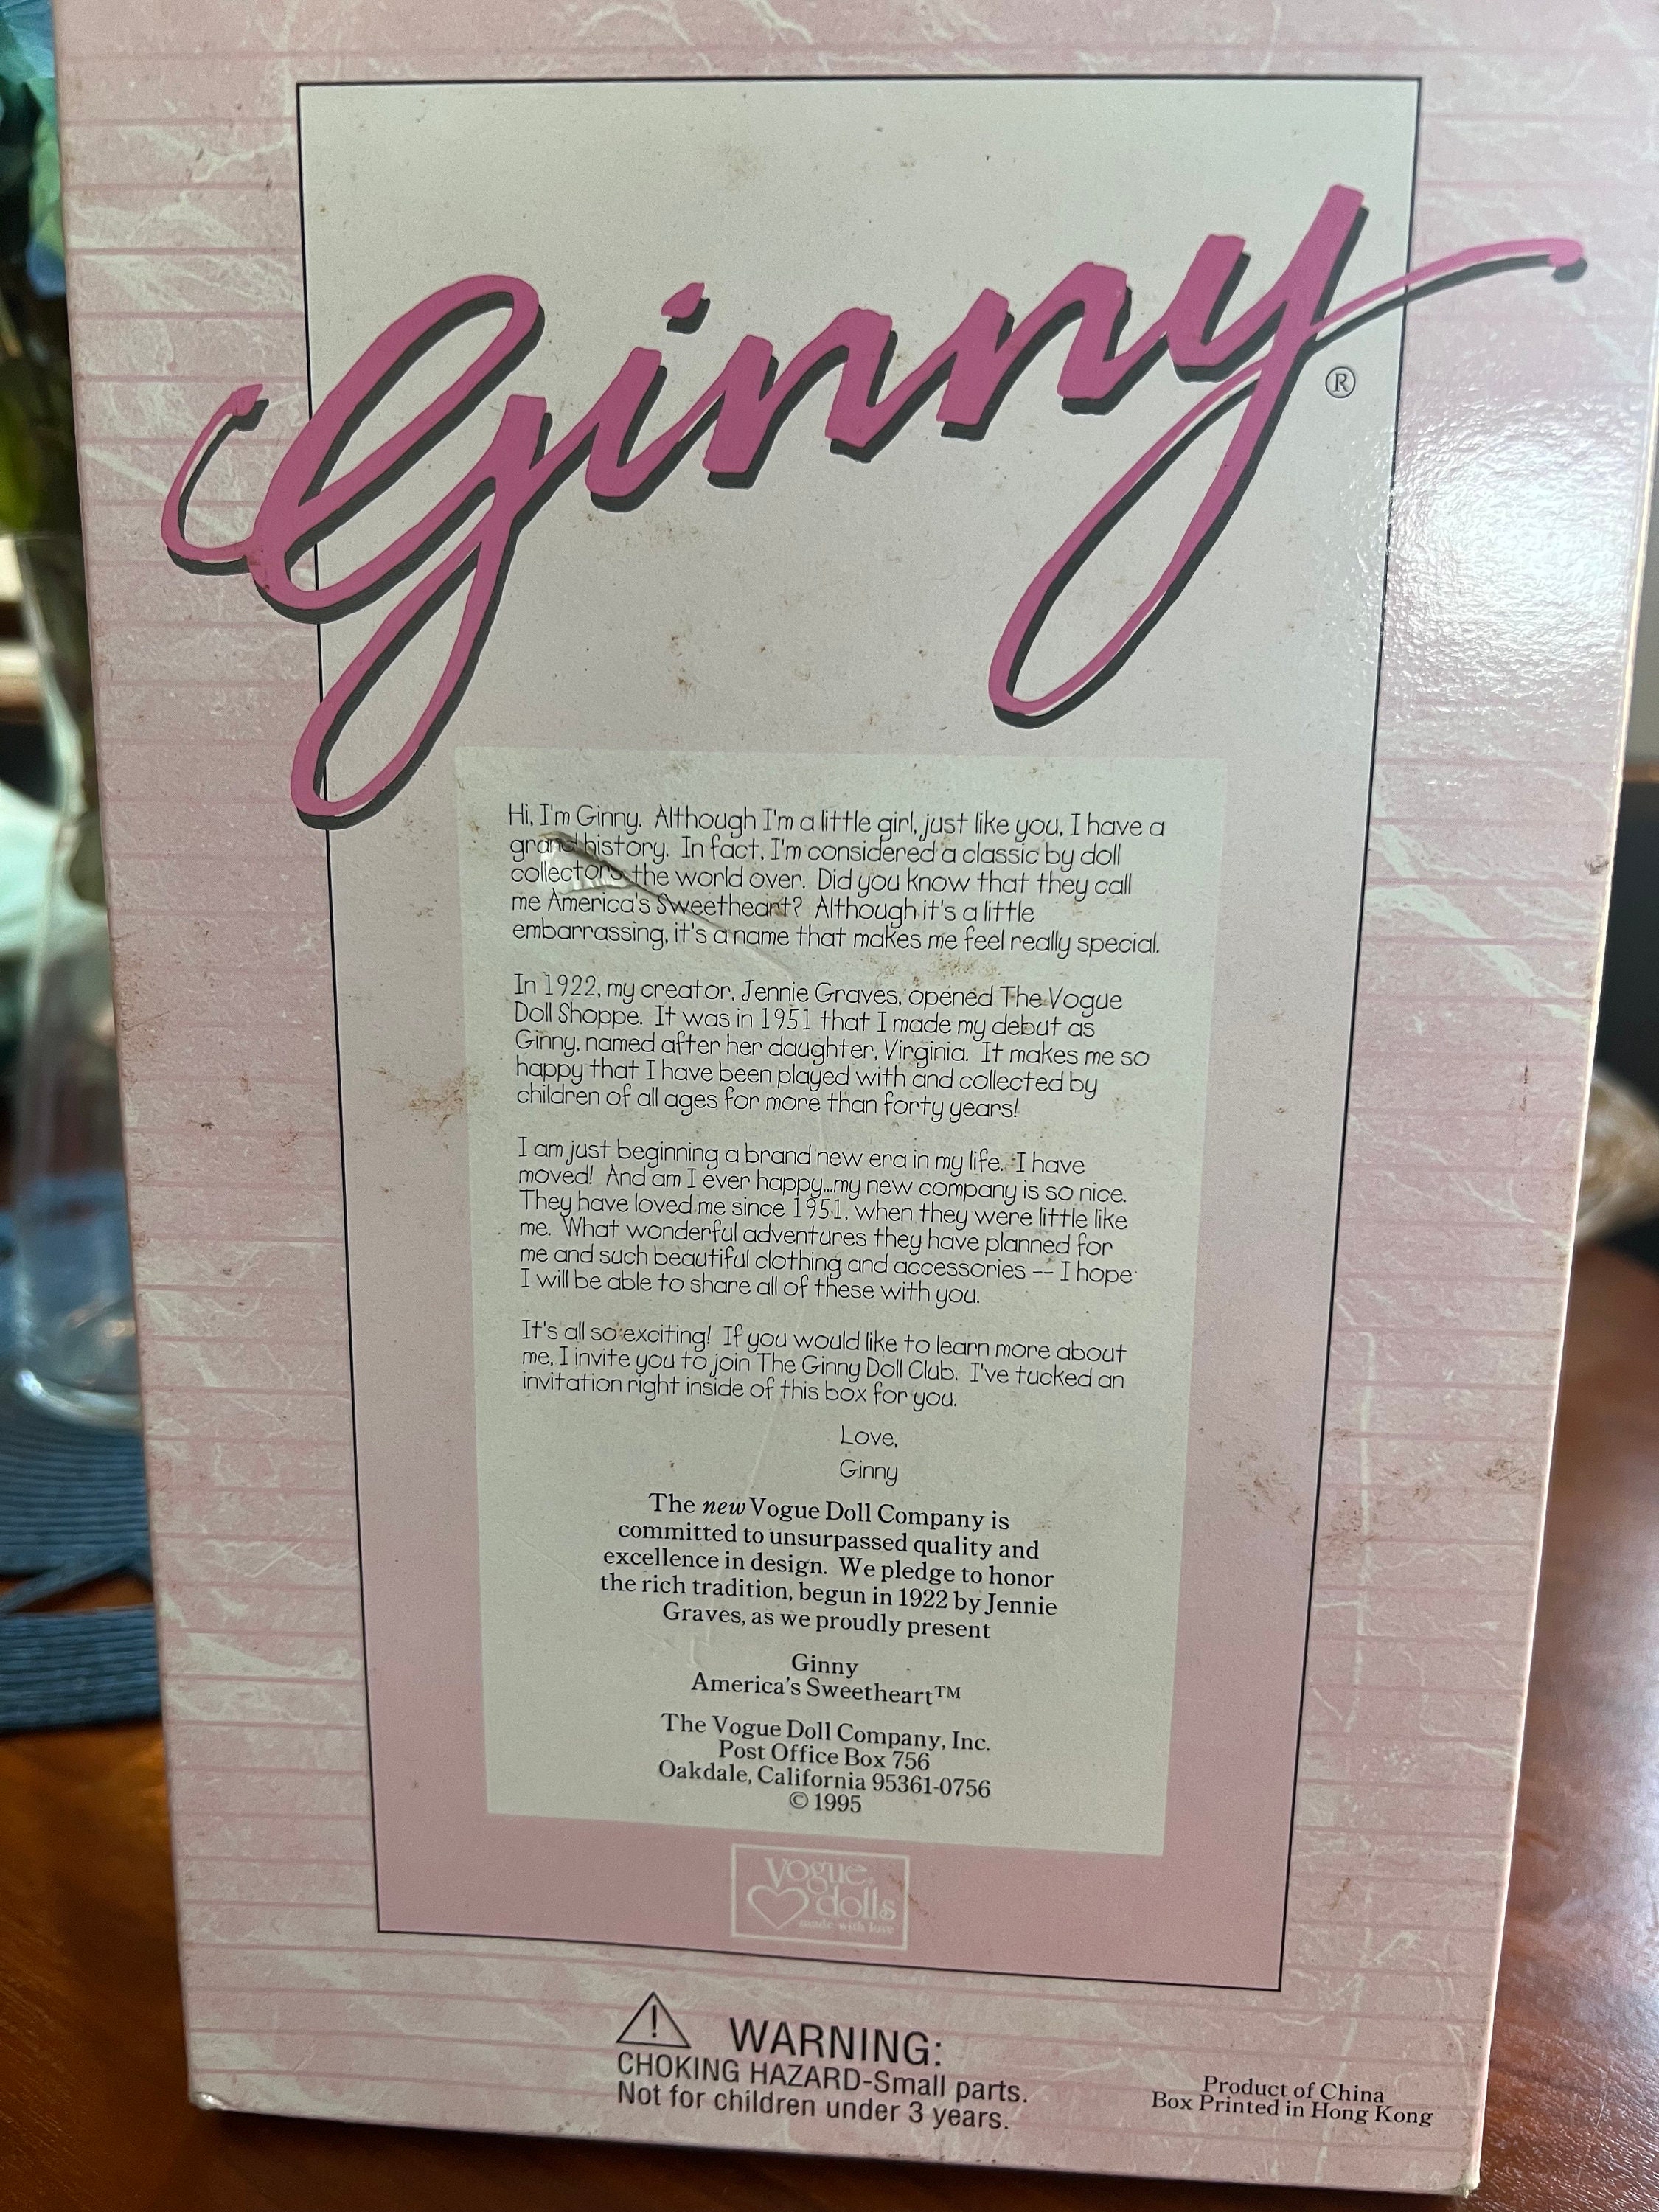 Ginny®
Hi, I'm Ginny. Although I'm a little girl, just like you, I have a
grand history. In fact, I'm considered a classic by doll
collectors the world over. Did you know that they call
me America's Sweetheart? Although it's a little
embarrassing, it's a name that makes me feel really special.
In 1922, my creator, Jennie Graves, opened The Vogue
Doll Shoppe. It was in 1951 that I made my debut as
Ginny, named after her daughter, Virginia. It makes me so
happy that I have been played with and collected by
children of all ages for more than forty years!
I am just beginning a brand new era in my life. I have
moved! And am I ever happy...my new company is so nice.
They have loved me since 1951, when they were little like
me. What wonderful adventures they have planned for
me and such beautiful clothing and accessories -- I hope
I will be able to share all of these with you.
It's all so exciting! If you would like to learn more about
me, I invite you to join The Ginny Doll Club. I've tucked an
invitation right inside of this box for you.
Love,
Ginny
The new Vogue Doll Company is
committed to unsurpassed quality and
excellence in design. We pledge to honor
the rich tradition, begun in 1922 by Jennie
Graves, as we proudly present
Ginny
America's Sweetheart™
The Vogue Doll Company, Inc.
Post Office Box 756
Oakdale, California 95361-0756
© 1995
vogue®
dolls
made with love
WARNING:
CHOKING HAZARD-Small parts.
Not for children under 3 years.
Product of China
Box Printed in Hong Kong